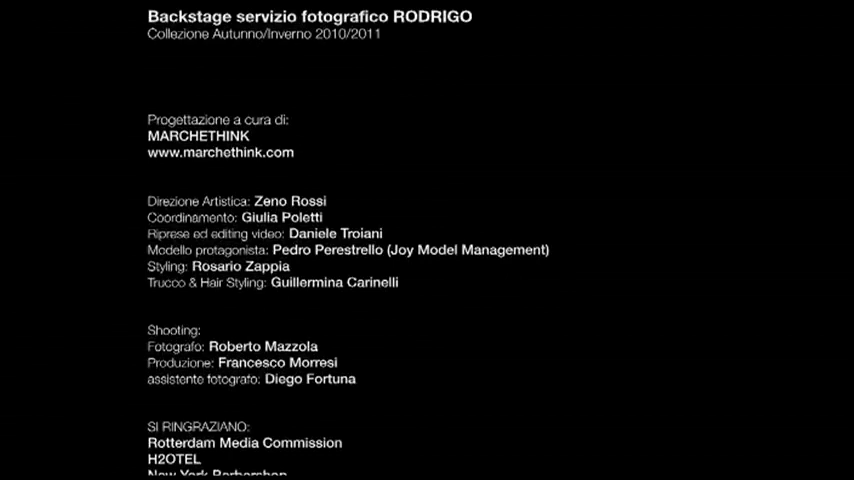 Backstage servizio fotografico RODRIGO
Collezione Autunno/Inverno 2010/2011
Progettazione a cura di:
MARCHETHINK
www.marchethink.com
Direzione Artistica: Zeno Rossi
Coordinamento: Giulia Poletti
Riprese ed editing video: Daniele Troiani
Modello protagonista: Pedro Perestrello (Joy Model Management)
Styling: Rosario Zappia
Trucco & Hair Styling: Guillermina Carinelli
Shooting:
Fotografo: Roberto Mazzola
Produzione: Francesco Morresi
assistente fotografo: Diego Fortuna
SI RINGRAZIANO:
Rotterdam Media Commission
H2OTEL
New York Barbershop